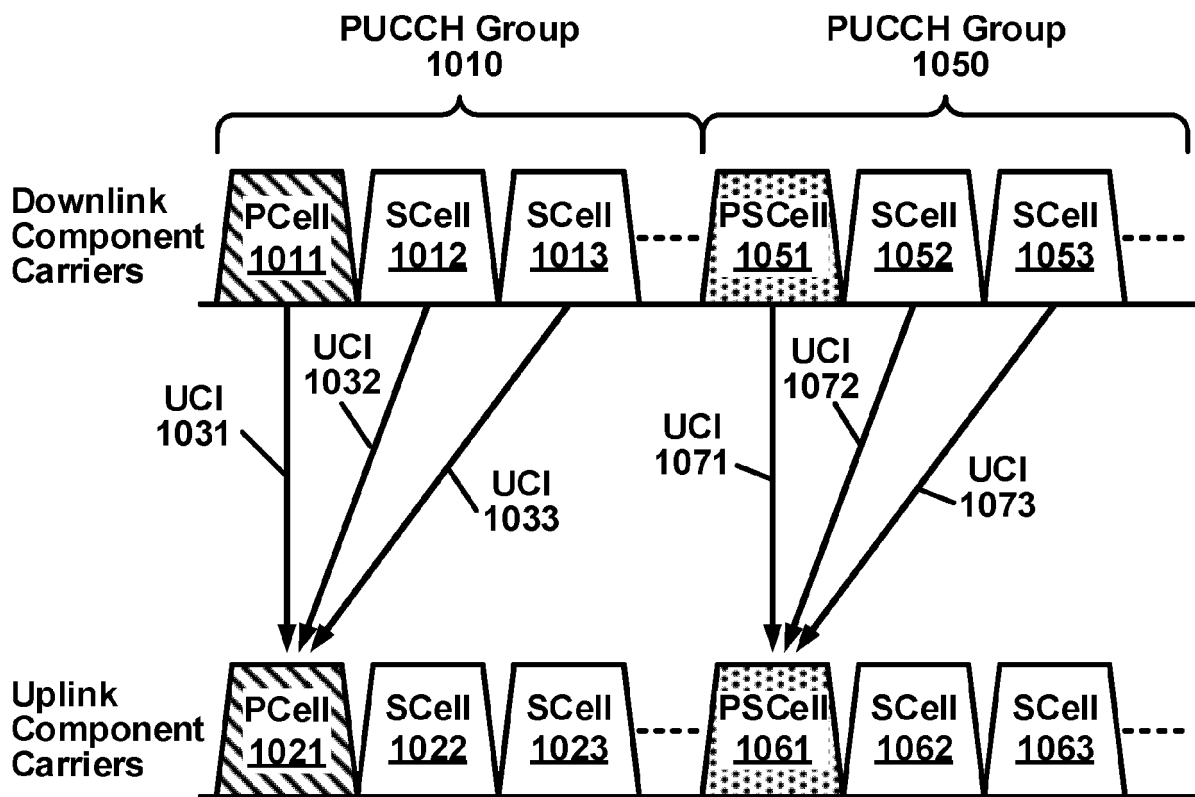 PUCCH Group
1010
PUCCH Group
1050
Downlink
Component
Carriers
PCell
1011
SCell
1012
SCell
1013
PSCell
1051
SCell
1052
SCell
1053
UCI
1031
UCI
1032
UCI
1033
UCI
1071
UCI
1072
UCI
1073
Uplink
Component
Carriers
PCell
1021
SCell
1022
SCell
1023
PSCell
1061
SCell
1062
SCell
1063